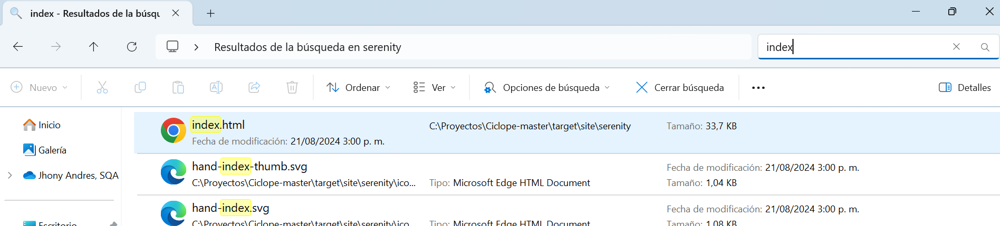 index - Resultados de la búsqu
Resultados de la búsqueda en serenity
index
Nuevo
Ordenar
Ver
Opciones de búsqueda
Cerrar búsqueda
Detalles
Inicio
Galería
Jhony Andres, SQA
Escritorio
index.html
C:\Proyectos\Ciclope-master\target\site\serenity
Tamaño: 33,7 KB
Fecha de modificación: 21/08/2024 3:00 p. m.
hand-index-thumb.svg
Fecha de modificación: 21/08/2024 3:00 p. m.
C:\Proyectos\Ciclope-master\target\site\serenity\ico...
Tipo: Microsoft Edge HTML Document
Tamaño: 1,04 KB
hand-index.svg
Fecha de modificación: 21/08/2024 3:00 p. m.
C:\Proyectos\Ciclope-master\target\site\serenity\ico...
Tipo: Microsoft Edge HTML Document
Tamaño: 1,08 KB